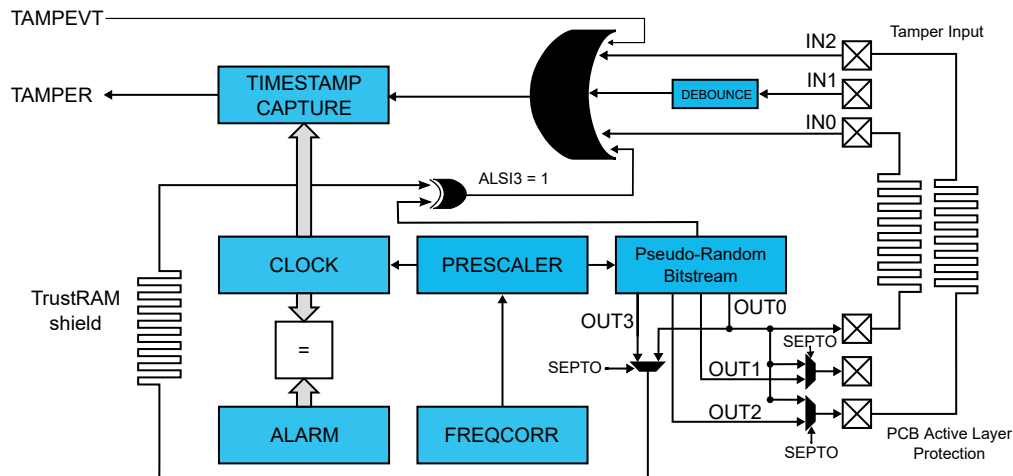 TAMPEVT
IN2
Tamper Input
TIMESTAMP
CAPTURE
TAMPER
DEBOUNCE
IN1
IN0
ALSI3 = 1
CLOCK
PRESCALER
Pseudo-Random
Bitstream
TrustRAM
shield
OUT3
OUT0
=
SEPTO
SEPTO
OUT1
OUT2
ALARM
FREQCORR
SEPTO
PCB Active Layer
Protection